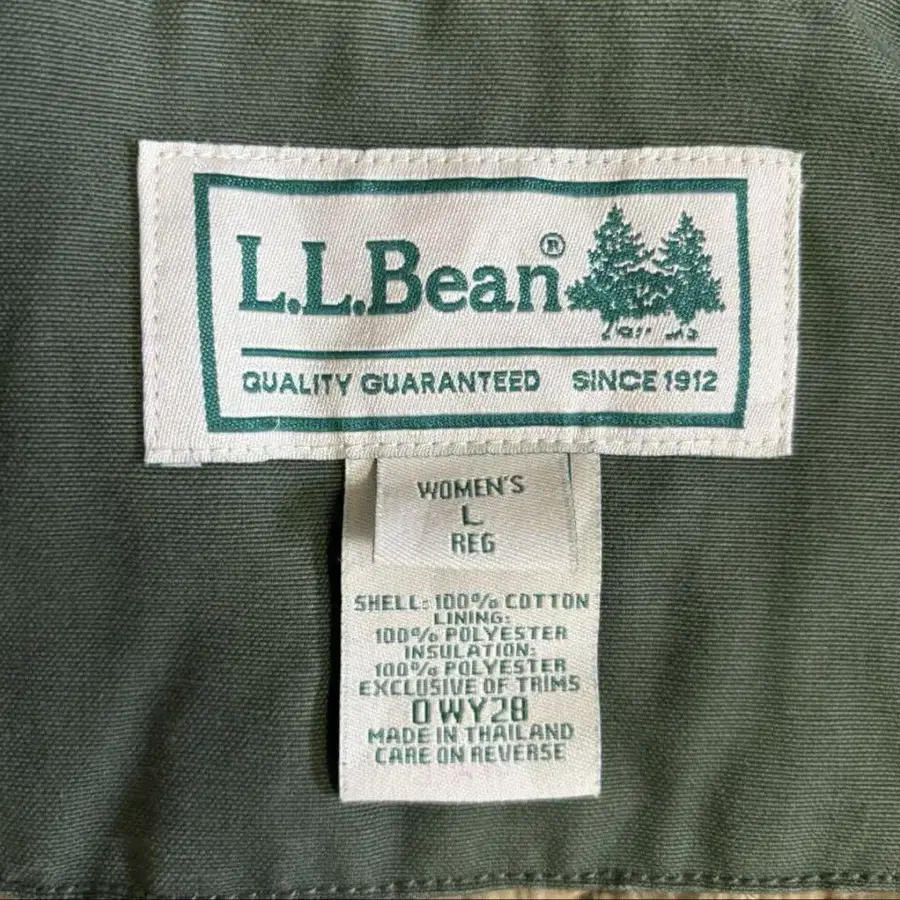 L.L.Bean®
QUALITY GUARANTEED SINCE 1912
WOMEN'S
L
REG
SHELL: 100% COTTON
LINING:
100% POLYESTER
INSULATION:
100% POLYESTER
EXCLUSIVE OF TRIMS
0WY28
MADE IN THAILAND
CARE ON REVERSE